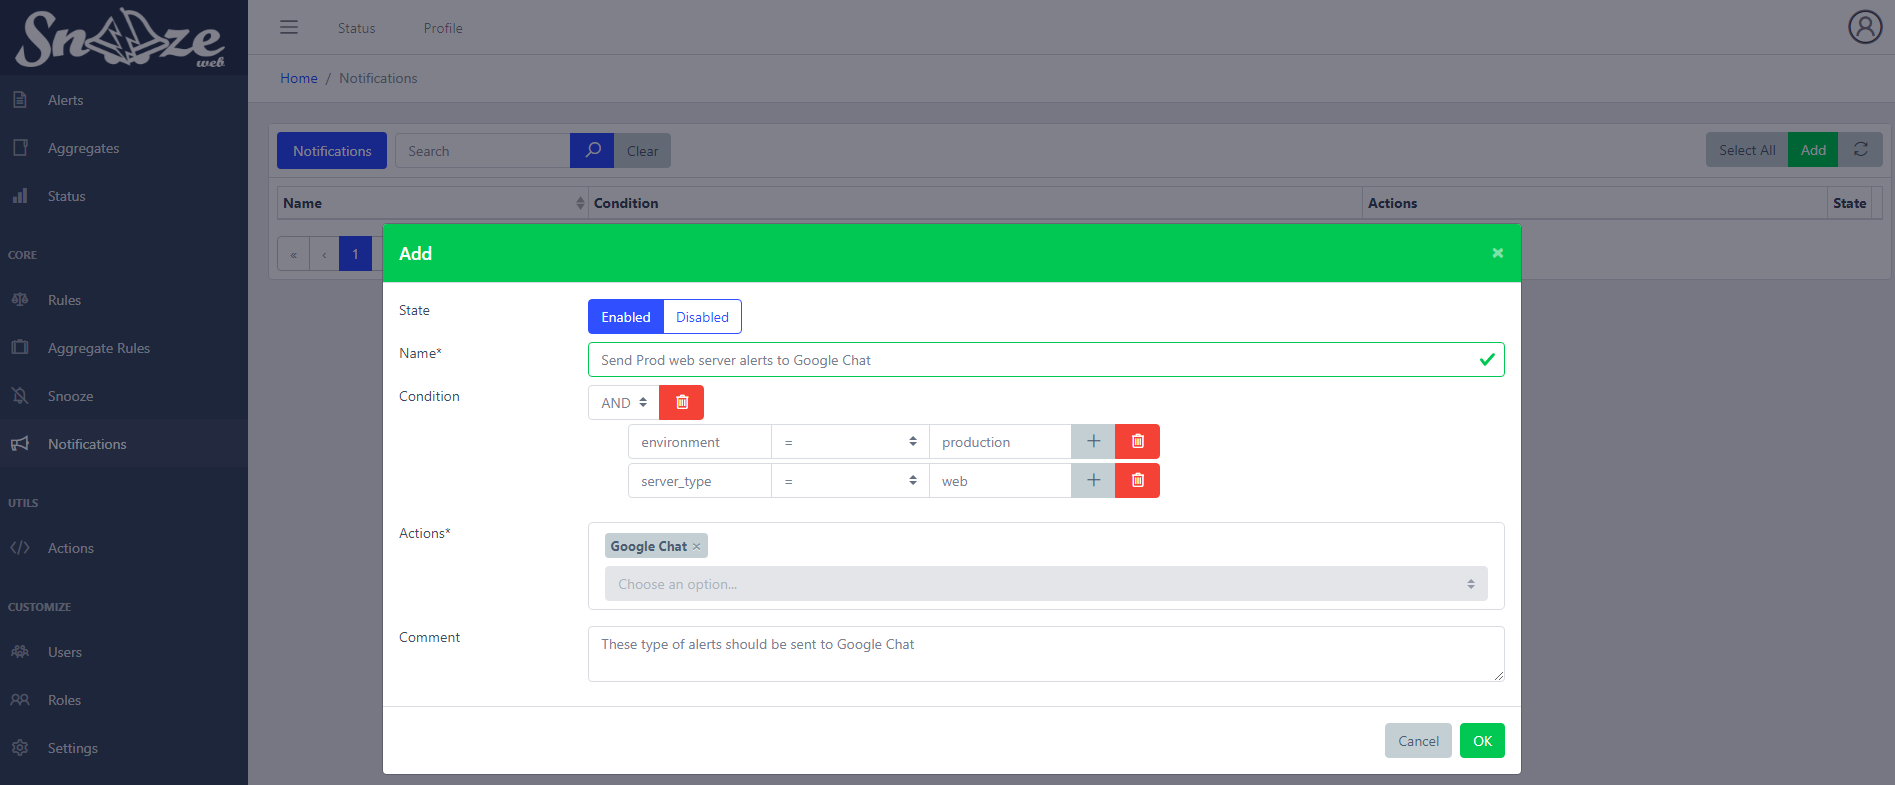 Snooze
web
Status
Profile
Home / Notifications
Alerts
Aggregates
Status
CORE
Rules
Aggregate Rules
Snooze
Notifications
UTILS
Actions
CUSTOMIZE
Users
Roles
Settings
Notifications
Search
Clear
Select All
Add
Name
Condition
Actions
State
« ‹ 1
Add
×
State
Enabled
Disabled
Name*
Send Prod web server alerts to Google Chat
Condition
AND
environment = production
server_type = web
Actions*
Google Chat ×
Choose an option...
Comment
These type of alerts should be sent to Google Chat
Cancel
OK